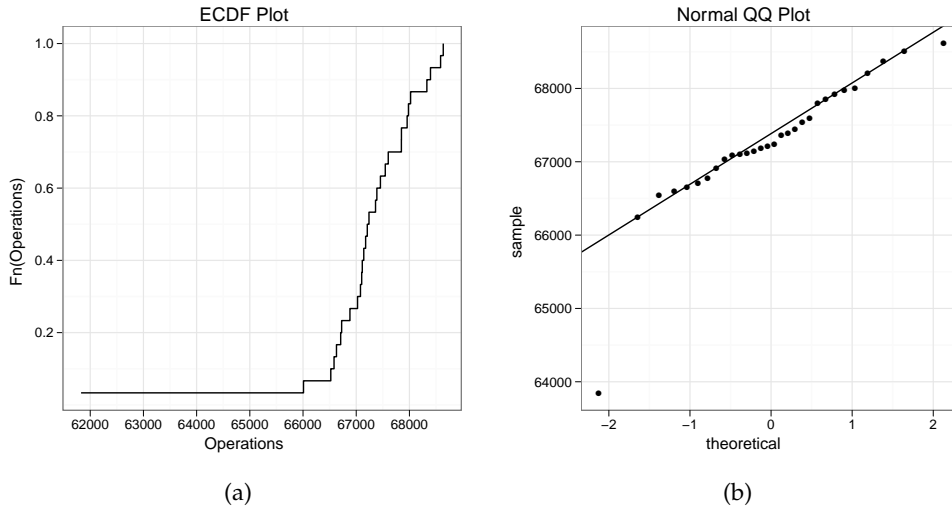 ECDF Plot
1.0
0.8
0.6
0.4
0.2
Fn(Operations)
62000 63000 64000 65000 66000 67000 68000
Operations
(a)
Normal QQ Plot
68000
67000
66000
65000
64000
sample
−2 −1 0 1 2
theoretical
(b)